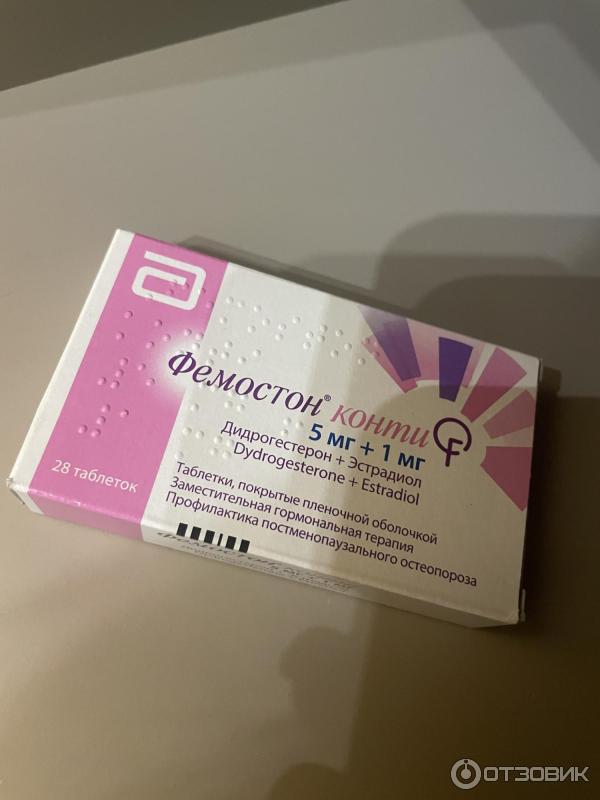 Фемостон® конти
5 мг + 1 мг
Дидрогестерон + Эстрадиол
Dydrogesterone + Estradiol
28 таблеток
Таблетки, покрытые пленочной оболочкой
Заместительная гормональная терапия
Профилактика постменопаузального остеопороза
Фемостон
ОТЗОВИК